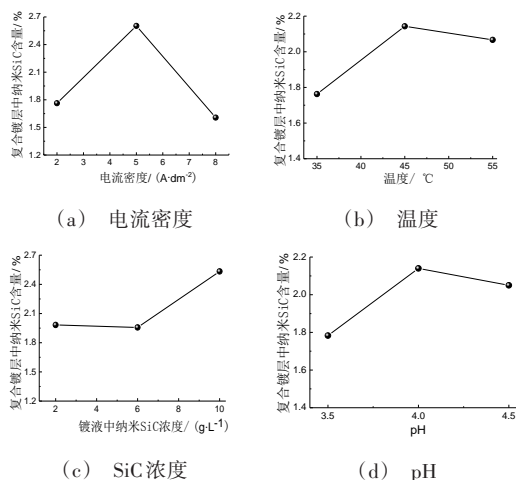 复合镀层中纳米SiC含量/%
2.7
2.4
2.1
1.8
1.5
1.2
2 3 4 5 6 7 8
电流密度/ (A·dm-2)
(a) 电流密度
复合镀层中纳米SiC含量/%
2.2
2.0
1.8
1.6
1.4
35 40 45 50 55
温度/ ℃
(b) 温度
复合镀层中纳米SiC含量/%
2.7
2.4
2.1
1.8
1.5
1.2
2 4 6 8 10
镀液中纳米SiC浓度/ (g·L-1)
(c) SiC浓度
复合镀层中纳米SiC含量/%
2.2
2.0
1.8
1.6
1.4
3.5 4.0 4.5
pH
(d) pH